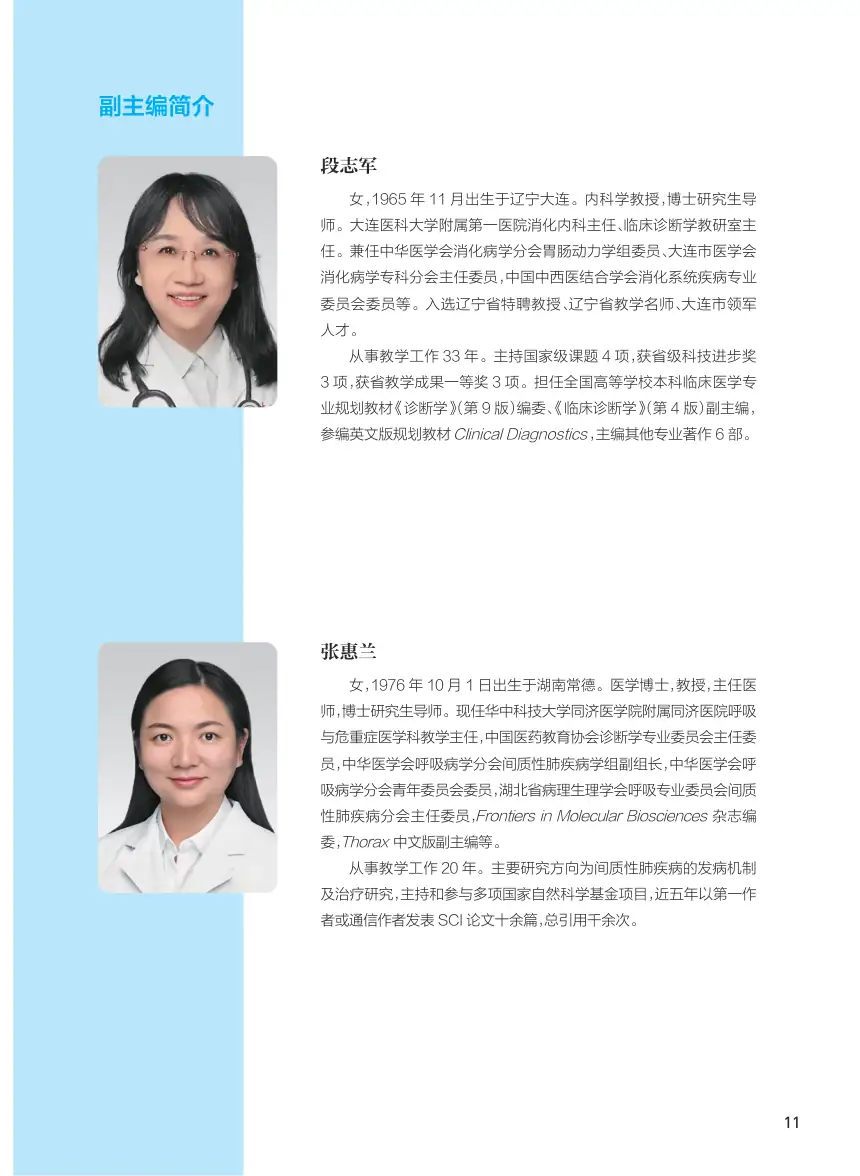 副主编简介
段志军
女,1965 年 11 月出生于辽宁大连。内科学教授,博士研究生导
师。大连医科大学附属第一医院消化内科主任、临床诊断学教研室主
任。兼任中华医学会消化病学分会胃肠动力学组委员、大连市医学会
消化病学专科分会主任委员,中国中西医结合学会消化系统疾病专业
委员会委员等。入选辽宁省特聘教授、辽宁省教学名师、大连市领军
人才。
从事教学工作 33 年。主持国家级课题 4 项,获省级科技进步奖
3 项,获省教学成果一等奖 3 项。担任全国高等学校本科临床医学专
业规划教材《诊断学》(第 9 版)编委、《临床诊断学》(第 4 版)副主编,
参编英文版规划教材 Clinical Diagnostics,主编其他专业著作 6 部。
张惠兰
女,1976 年 10 月 1 日出生于湖南常德。医学博士,教授,主任医
师,博士研究生导师。现任华中科技大学同济医学院附属同济医院呼吸
与危重症医学科教学主任,中国医药教育协会诊断学专业委员会主任委
员,中华医学会呼吸病学分会间质性肺疾病学组副组长,中华医学会呼
吸病学分会青年委员会委员,湖北省病理生理学会呼吸专业委员会间质
性肺疾病分会主任委员,Frontiers in Molecular Biosciences 杂志编
委,Thorax 中文版副主编等。
从事教学工作 20 年。主要研究方向为间质性肺疾病的发病机制
及治疗研究,主持和参与多项国家自然科学基金项目,近五年以第一作
者或通信作者发表 SCI 论文十余篇,总引用千余次。
11